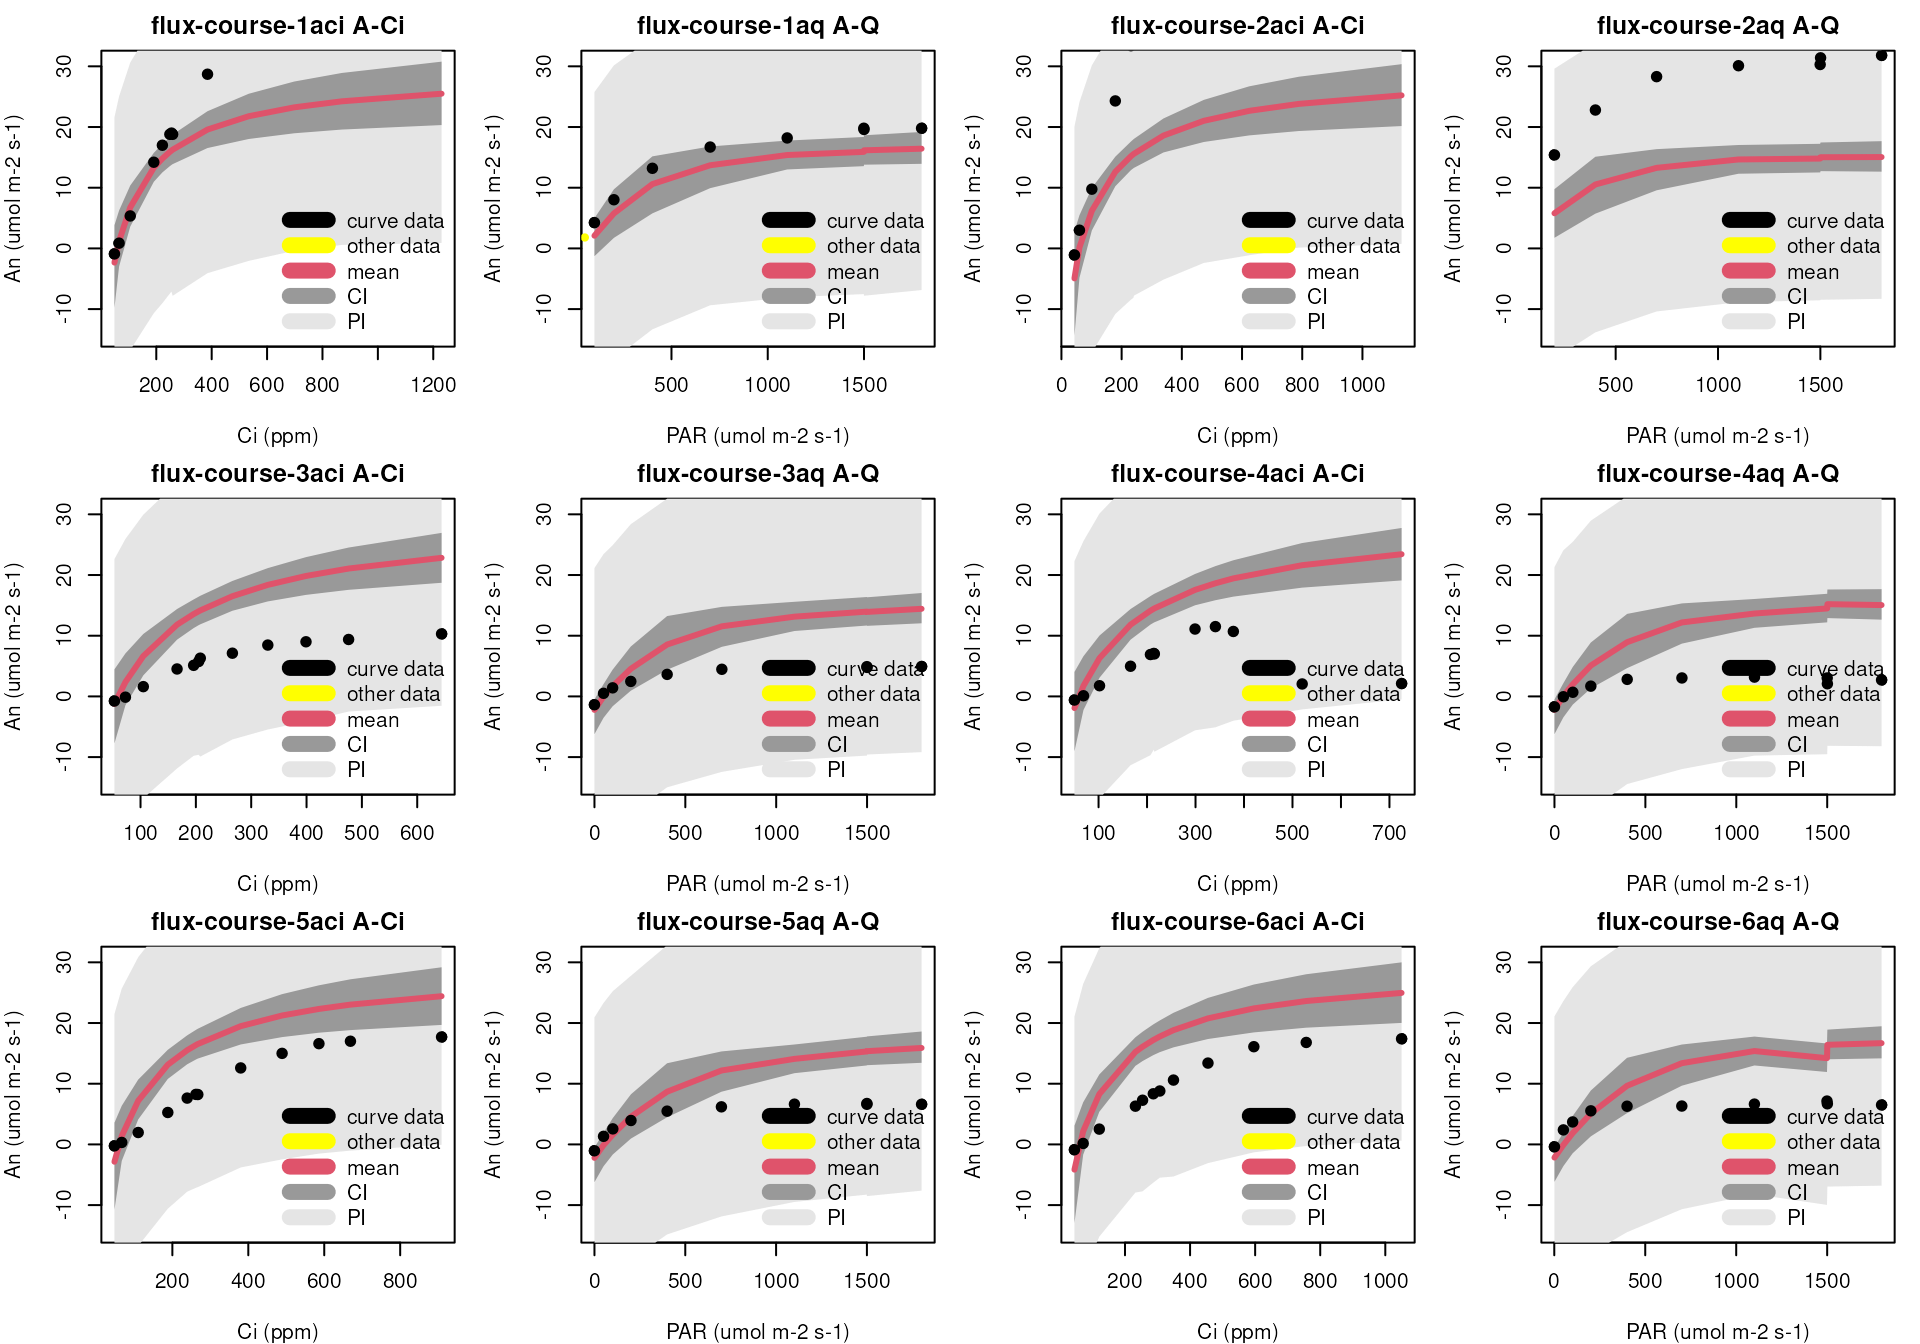 flux-course-1aci A-Ci
An (umol m-2 s-1)
30
20
10
0
-10
curve data
other data
mean
CI
PI
200 400 600 800 1200
Ci (ppm)
flux-course-1aq A-Q
An (umol m-2 s-1)
30
20
10
0
-10
curve data
other data
mean
CI
PI
500 1000 1500
PAR (umol m-2 s-1)
flux-course-2aci A-Ci
An (umol m-2 s-1)
30
20
10
0
-10
curve data
other data
mean
CI
PI
0 200 400 600 800 1000
Ci (ppm)
flux-course-2aq A-Q
An (umol m-2 s-1)
30
20
10
0
-10
curve data
other data
mean
CI
PI
500 1000 1500
PAR (umol m-2 s-1)
flux-course-3aci A-Ci
An (umol m-2 s-1)
30
20
10
0
-10
curve data
other data
mean
CI
PI
100 200 300 400 500 600
Ci (ppm)
flux-course-3aq A-Q
An (umol m-2 s-1)
30
20
10
0
-10
curve data
other data
mean
CI
PI
0 500 1000 1500
PAR (umol m-2 s-1)
flux-course-4aci A-Ci
An (umol m-2 s-1)
30
20
10
0
-10
curve data
other data
mean
CI
PI
100 300 500 700
Ci (ppm)
flux-course-4aq A-Q
An (umol m-2 s-1)
30
20
10
0
-10
curve data
other data
mean
CI
PI
0 500 1000 1500
PAR (umol m-2 s-1)
flux-course-5aci A-Ci
An (umol m-2 s-1)
30
20
10
0
-10
curve data
other data
mean
CI
PI
200 400 600 800
Ci (ppm)
flux-course-5aq A-Q
An (umol m-2 s-1)
30
20
10
0
-10
curve data
other data
mean
CI
PI
0 500 1000 1500
PAR (umol m-2 s-1)
flux-course-6aci A-Ci
An (umol m-2 s-1)
30
20
10
0
-10
curve data
other data
mean
CI
PI
200 400 600 800 1000
Ci (ppm)
flux-course-6aq A-Q
An (umol m-2 s-1)
30
20
10
0
-10
curve data
other data
mean
CI
PI
0 500 1000 1500
PAR (umol m-2 s-1)